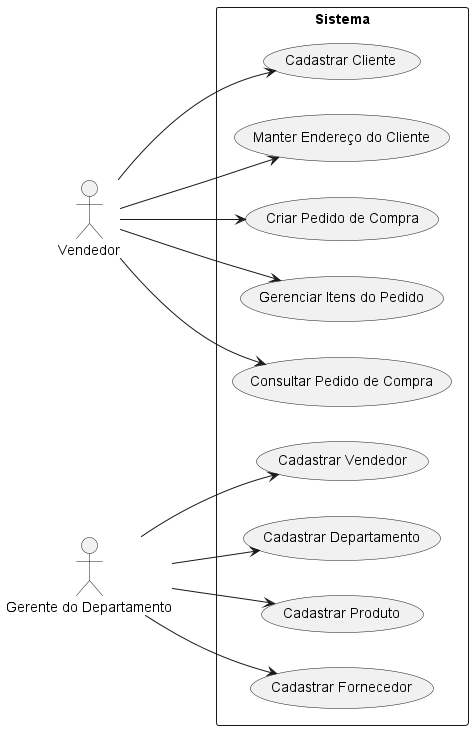 Sistema
Cadastrar Cliente
Manter Endereço do Cliente
Criar Pedido de Compra
Vendedor
Gerenciar Itens do Pedido
Consultar Pedido de Compra
Cadastrar Vendedor
Cadastrar Departamento
Gerente do Departamento
Cadastrar Produto
Cadastrar Fornecedor